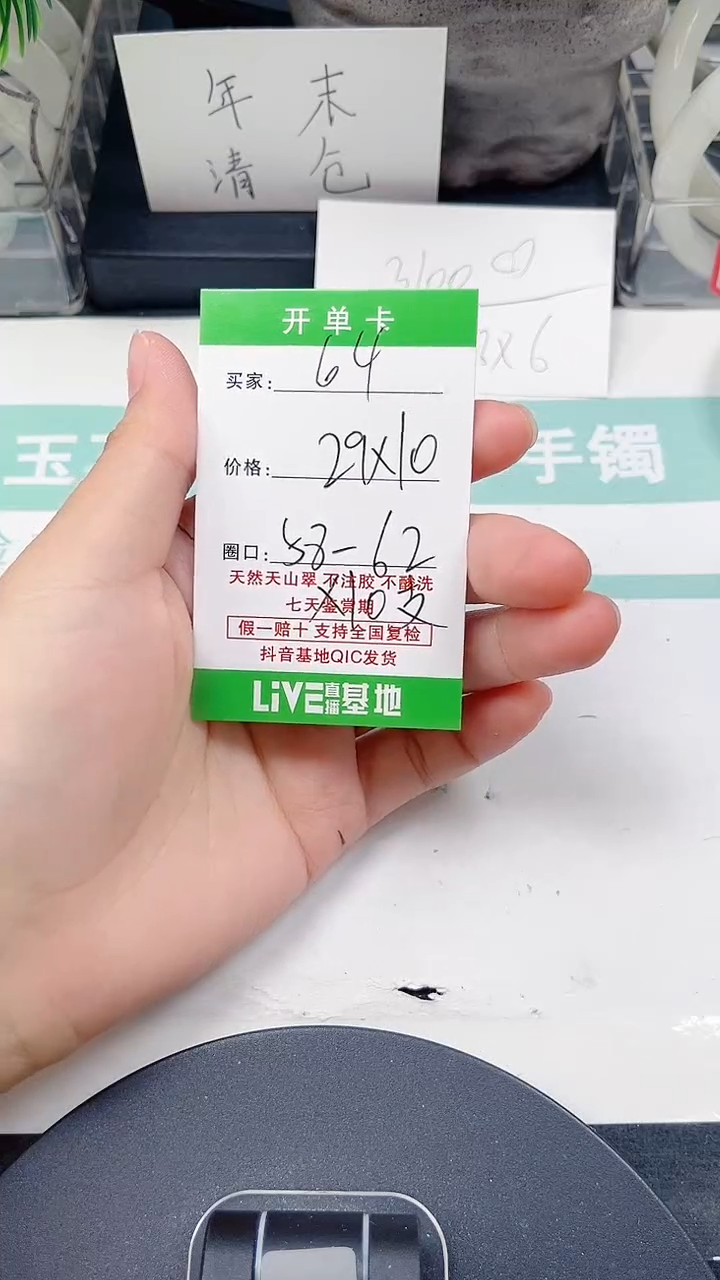 年末
清仓
3100
开单卡
买家: 64
价格: 29x10
圈口: 58-62
天然天山翠 不注胶 不酸洗
x10支
七天鉴赏期
假一赔十 支持全国复检
抖音基地QIC发货
LiVE直播基地
x6
玉
手镯